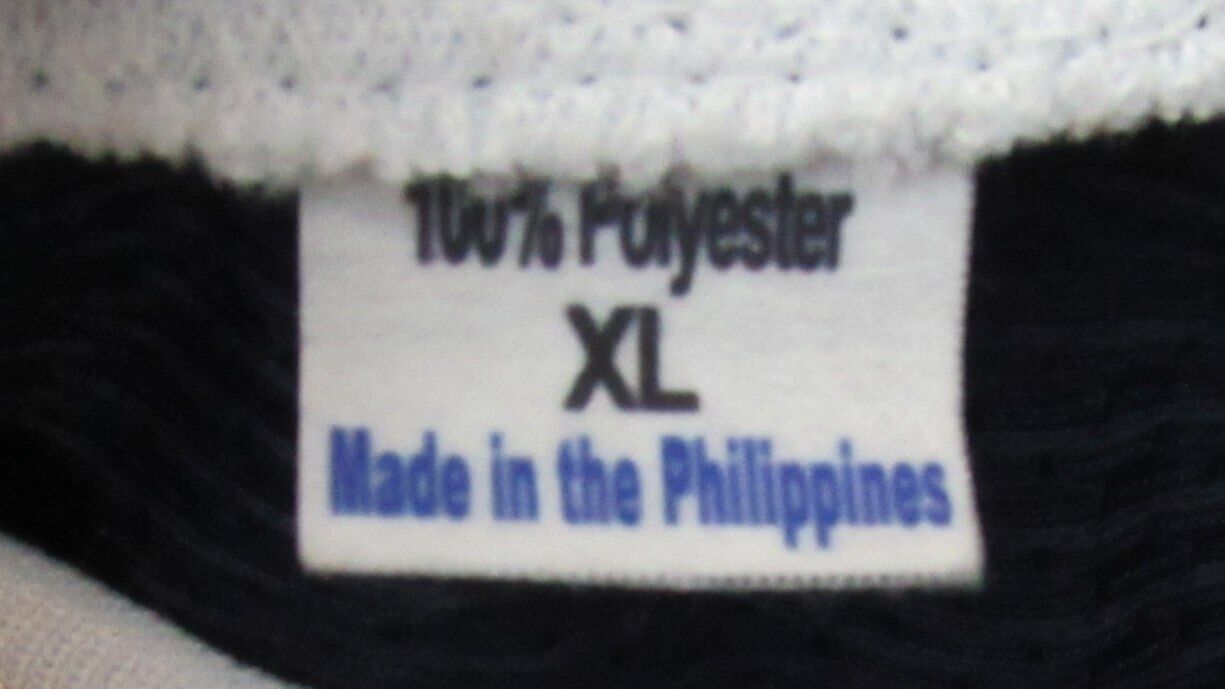 100% Polyester
XL
Made in the Philippines